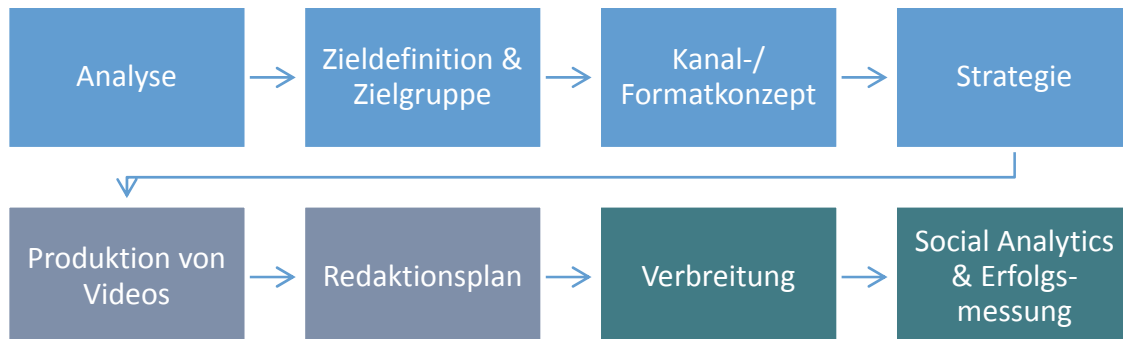 Analyse
Zieldefinition &
Zielgruppe
Kanal-/
Formatkonzept
Strategie
Produktion von
Videos
Redaktionsplan
Verbreitung
Social Analytics
& Erfolgs-
messung